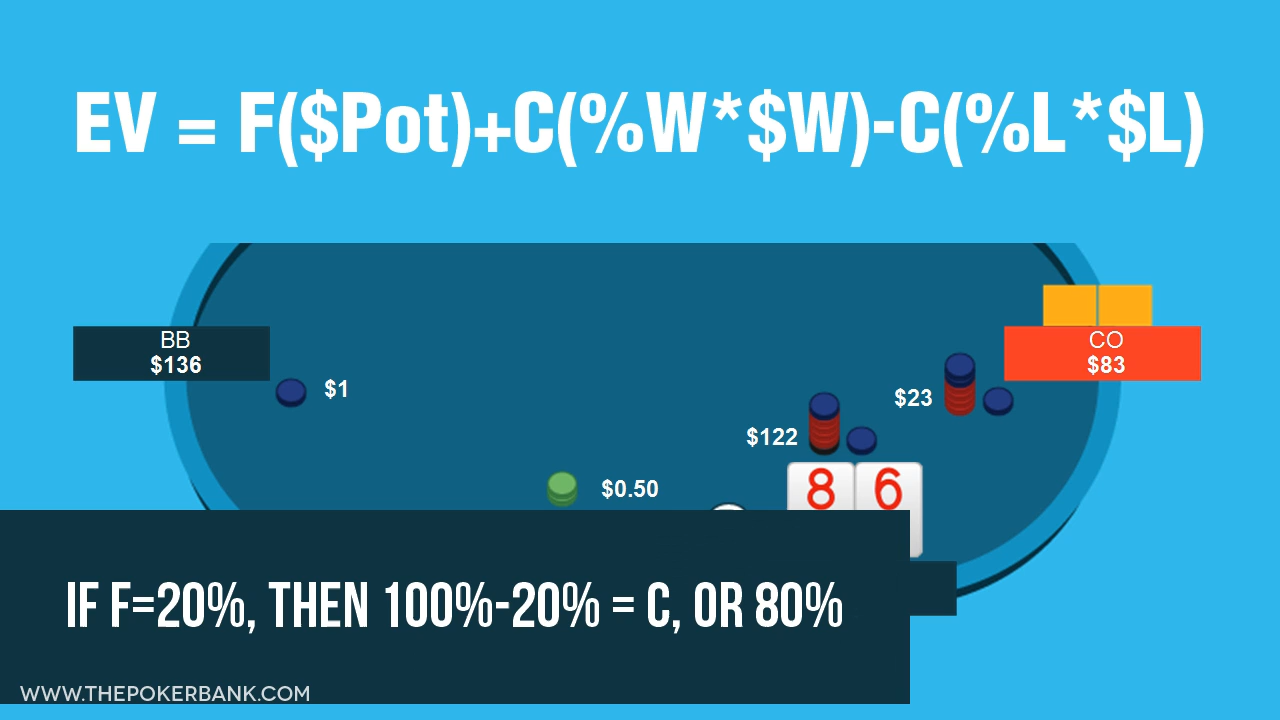 EV = F($Pot)+C(%W*$W)-C(%L*$L)
BB
$136
$1
CO
$83
$23
$122
8 6
$0.50
IF F=20%, THEN 100%-20% = C, OR 80%
WWW.THEPOKERBANK.COM